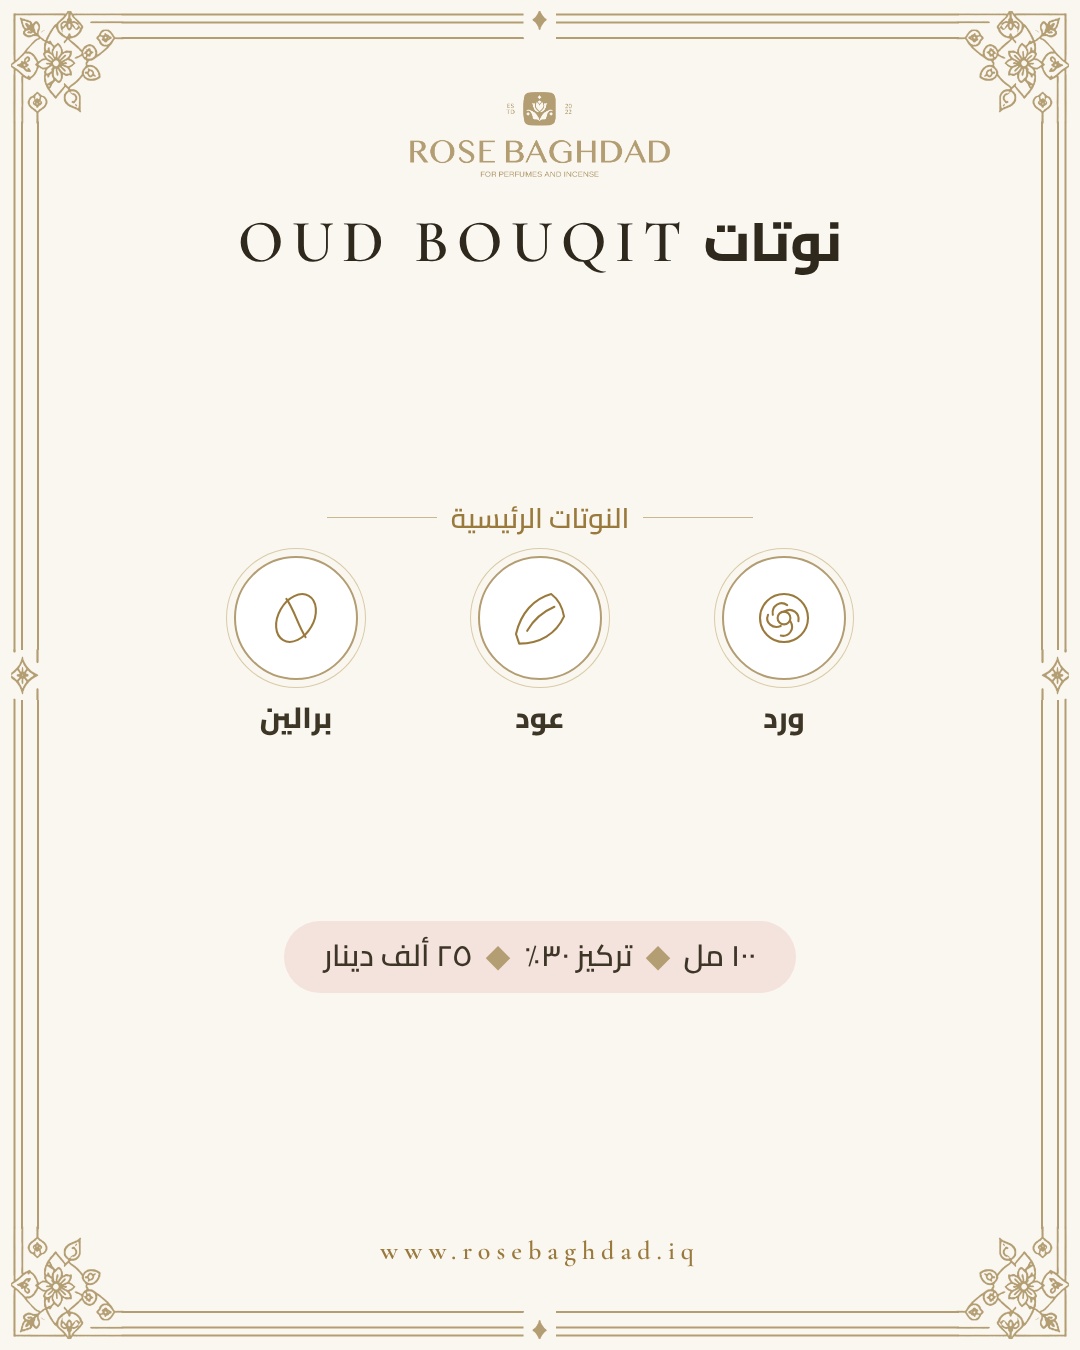 ES
TD
20
22
ROSE BAGHDAD
FOR PERFUMES AND INCENSE
نوتات OUD BOUQIT
النوتات الرئيسية
ورد
عود
برالين
١٠٠ مل ◆ تركيز ٣٠٪ ◆ ٢٥ ألف دينار
www.rosebaghdad.iq